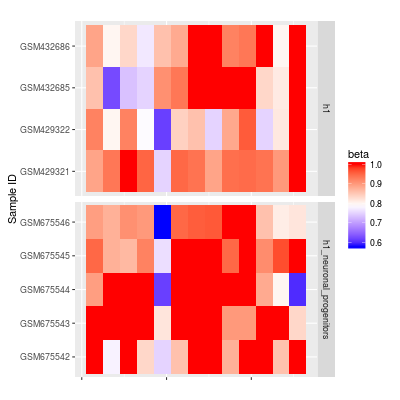 GSM432686
GSM432685
GSM429322
GSM429321
h1
GSM675546
GSM675545
GSM675544
GSM675543
GSM675542
h1_neuronal_progenitors
Sample ID
beta
1.0
0.9
0.8
0.7
0.6